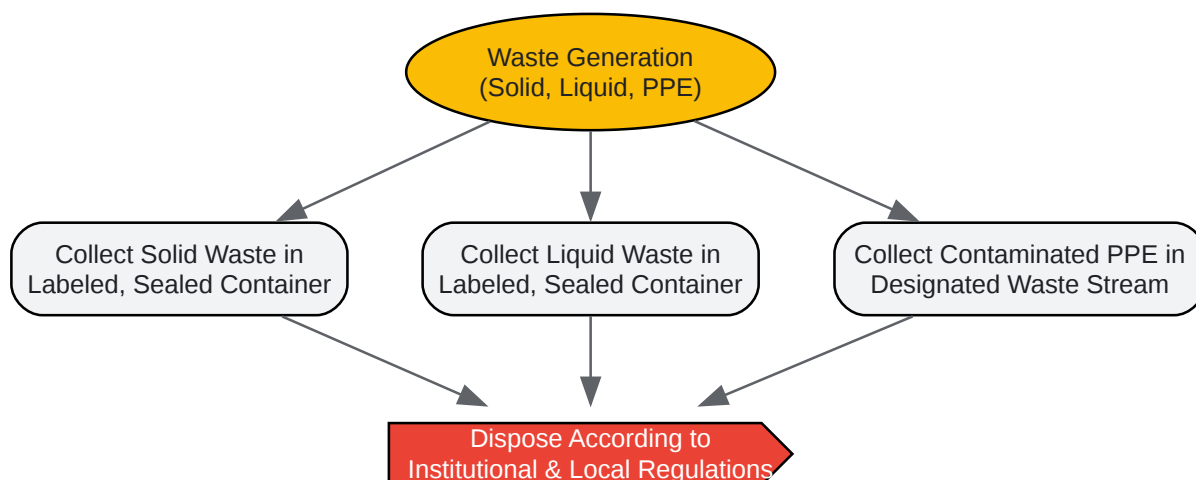 Waste Generation
(Solid, Liquid, PPE)
Collect Solid Waste in
Labeled, Sealed Container
Collect Liquid Waste in
Labeled, Sealed Container
Collect Contaminated PPE in
Designated Waste Stream
Dispose According to
Institutional & Local Regulations